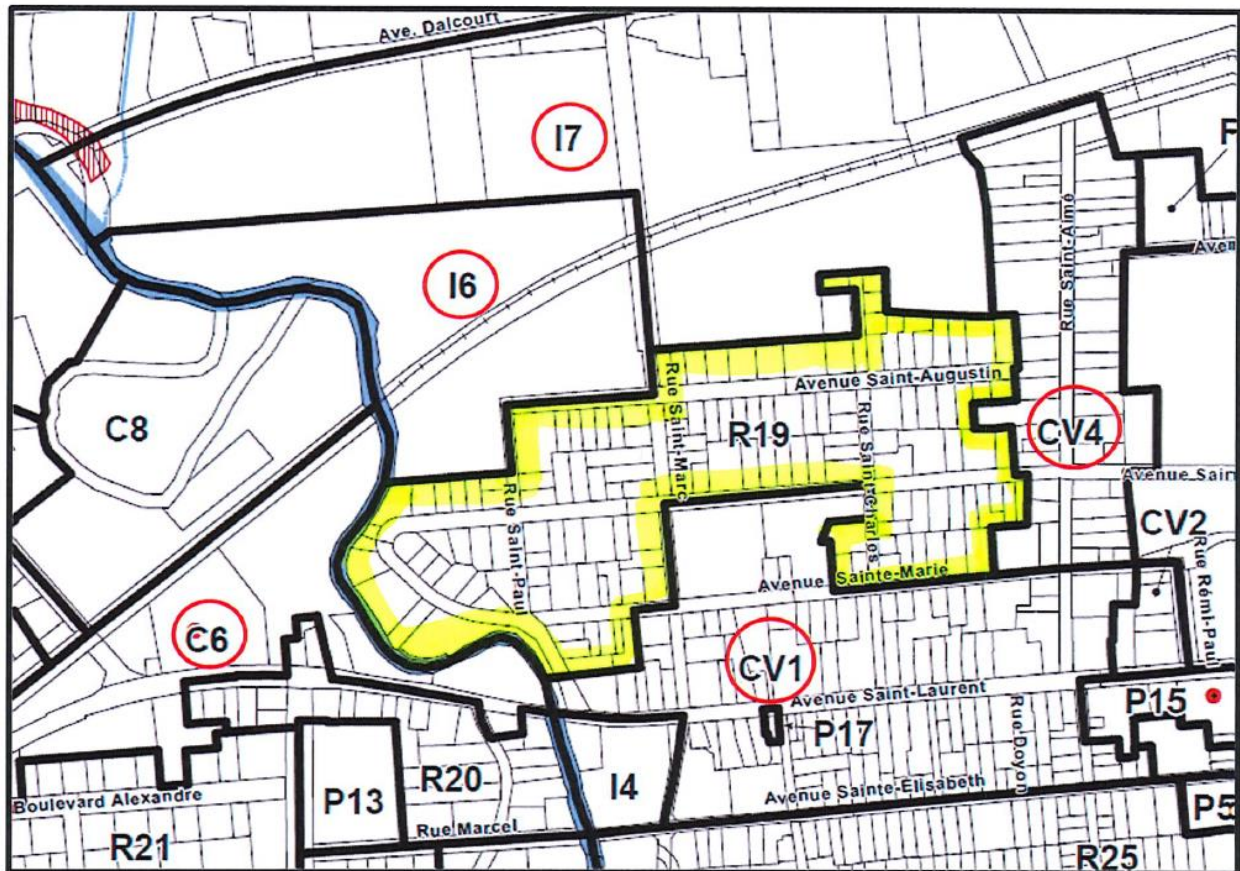 Ave. Dalcourt
I7
P
Rue Saint-Aimé
I6
Avenue Saint-Augustin
Rue Saint-Marc
Rue Saint-Charles
C8
R19
CV4
Rue Saint-Paul
CV2
Rue Rémi-Paul
Avenue Sainte-Marie
C6
CV1
Avenue Saint-Laurent
P15
P17
Rue Doyon
R20
I4
P13
Avenue Sainte-Elisabeth
Boulevard Alexandre
P5
Rue Marcel
R21
R25